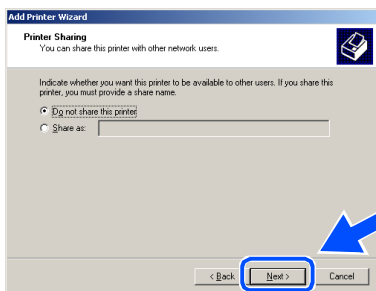 Add Printer Wizard
Printer Sharing
You can share this printer with other network users.
Indicate whether you want this printer to be available to other users. If you share this
printer, you must provide a share name.
Do not share this printer
Share as:
< Back
Next >
Cancel